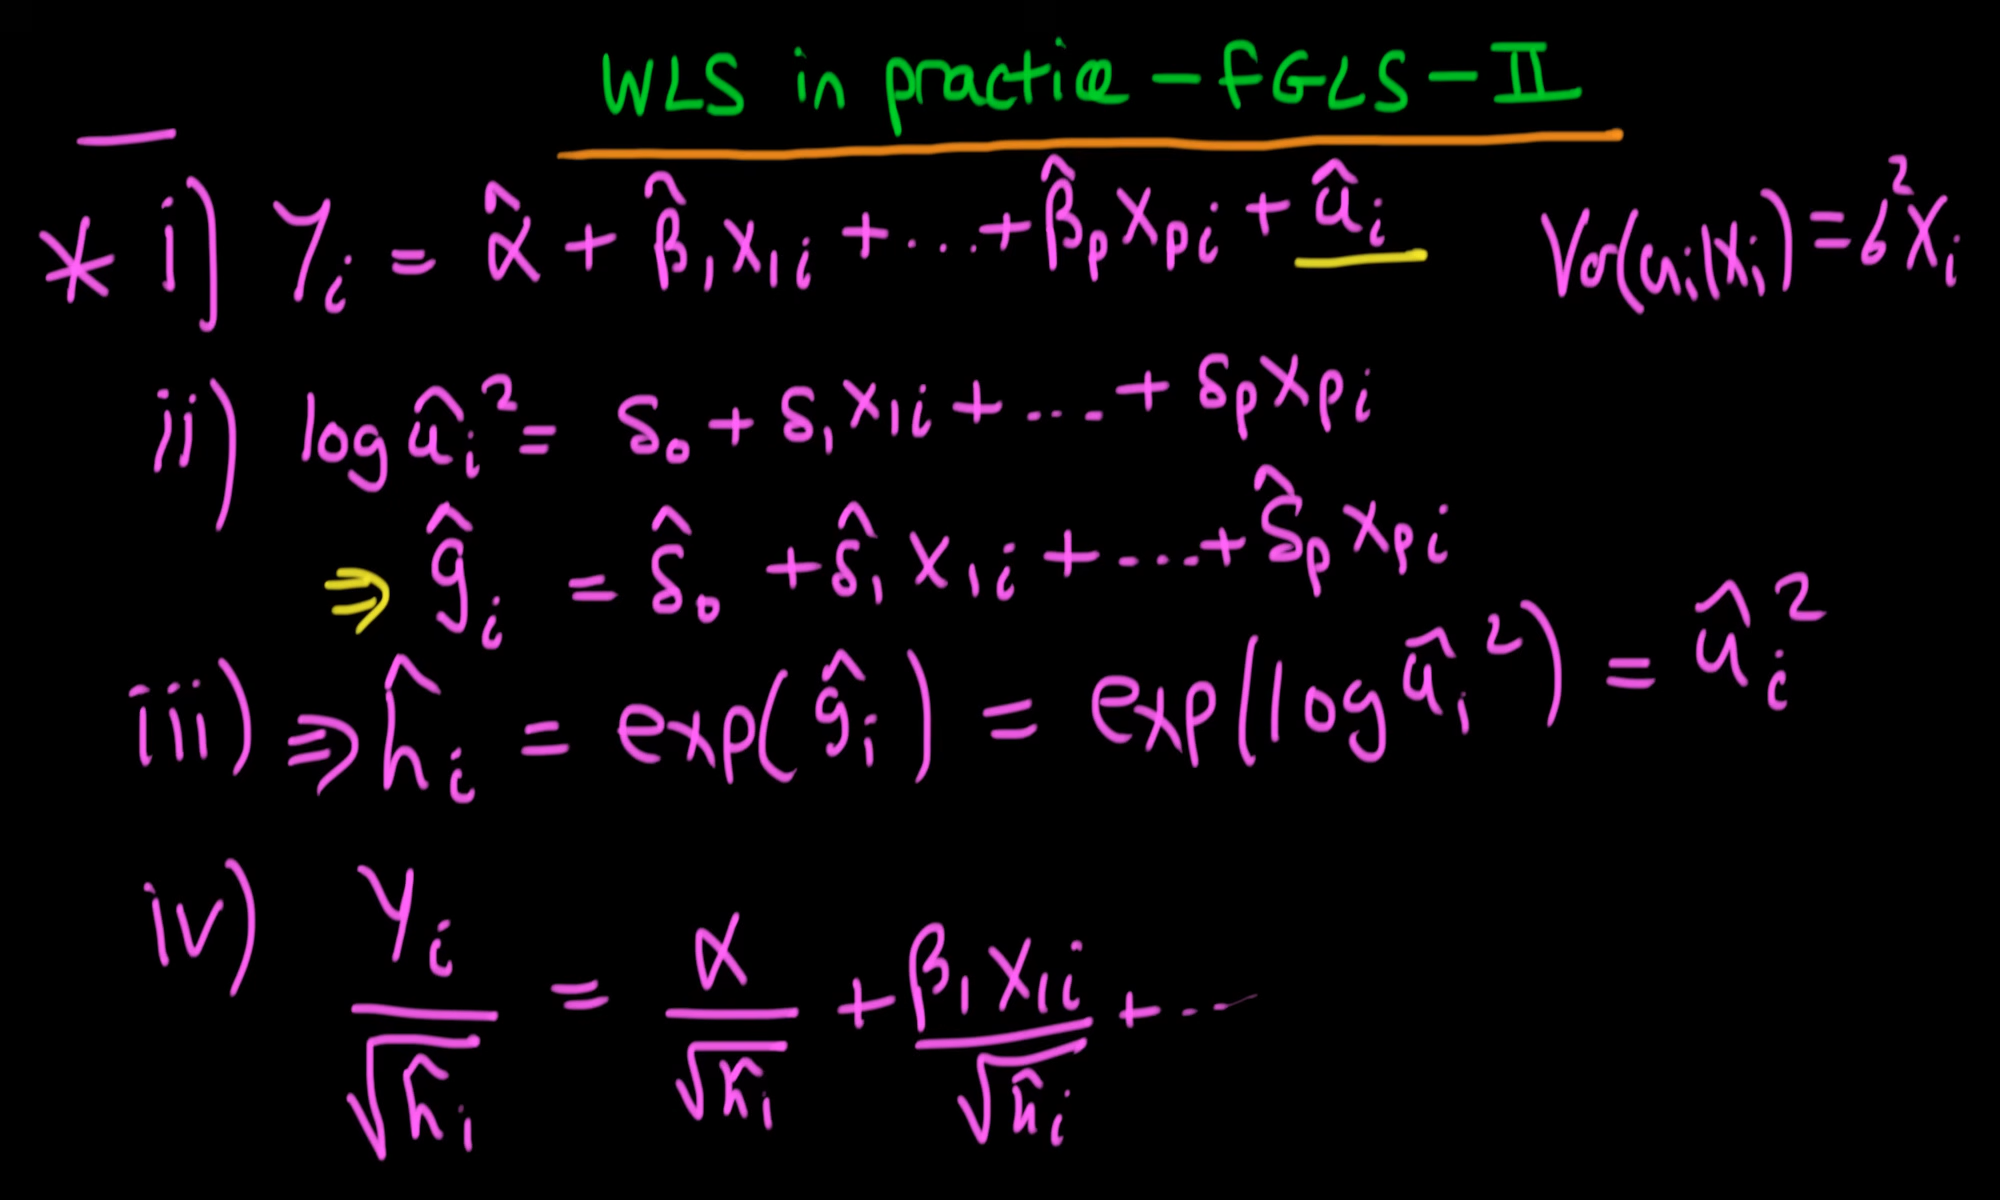 WLS in practice – FGLS – II
* i) Yᵢ = α̂ + β̂₁X₁ᵢ + ... + β̂ₚXₚᵢ + ûᵢ Var(uᵢ|Xᵢ) = σ²Xᵢ
ii) log ûᵢ² = δ₀ + δ₁X₁ᵢ + ... + δₚXₚᵢ
⇒ ĝᵢ = δ̂₀ + δ̂₁X₁ᵢ + ... + δ̂ₚXₚᵢ
iii) ⇒ ĥᵢ = exp(ĝᵢ) = exp(log ûᵢ²) = ûᵢ²
iv) Yᵢ/√ĥᵢ = α/√ĥᵢ + β₁X₁ᵢ/√ĥᵢ + ...